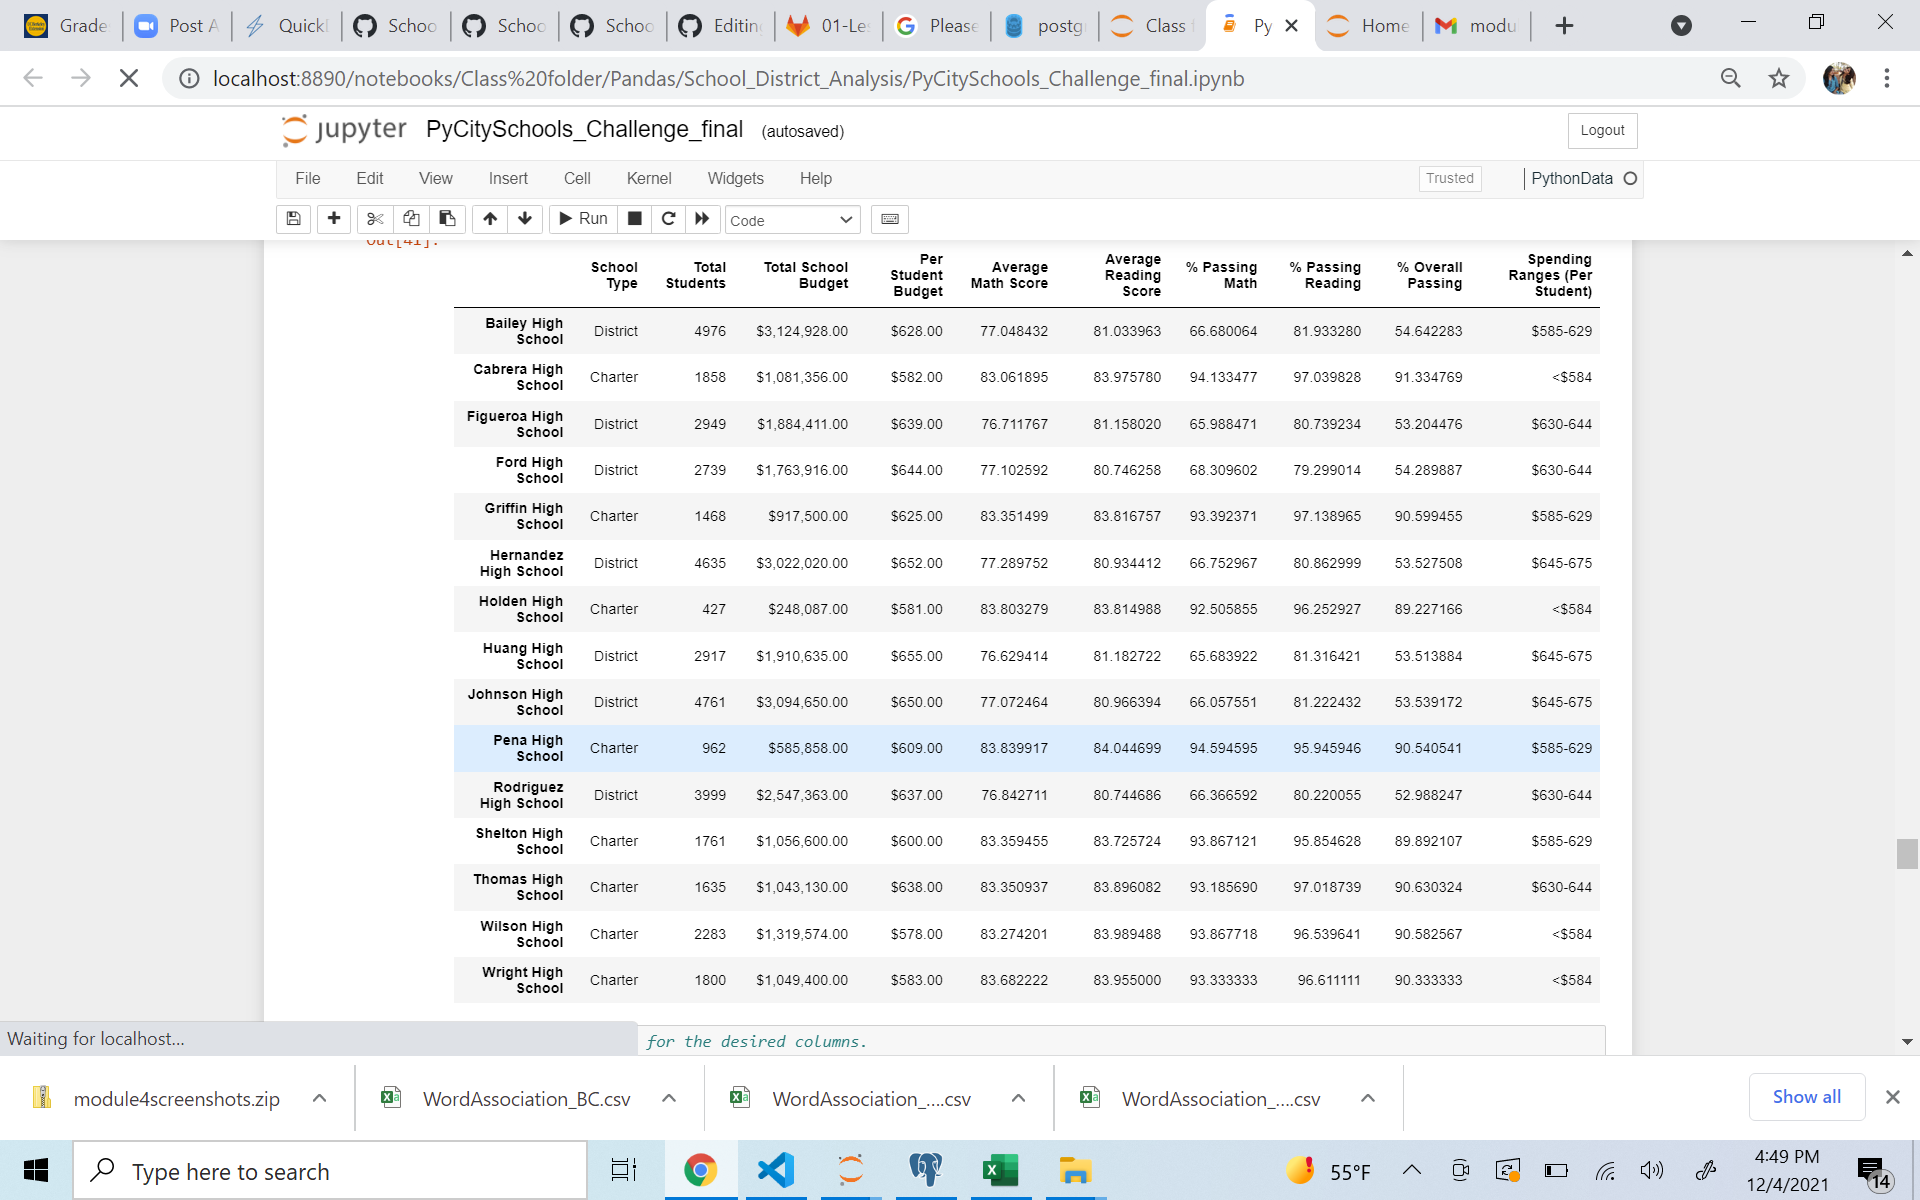 Grade
Post A
Quickl
Schoo
Schoo
Schoo
Editing
01-Le
Please
postg
Class f
Py
Home
modu
localhost:8890/notebooks/Class%20folder/Pandas/School_District_Analysis/PyCitySchools_Challenge_final.ipynb
jupyter PyCitySchools_Challenge_final (autosaved)
Logout
File Edit View Insert Cell Kernel Widgets Help
Trusted
PythonData
Run
Code
Out[41]:
School Type
Total Students
Total School Budget
Per Student Budget
Average Math Score
Average Reading Score
% Passing Math
% Passing Reading
% Overall Passing
Spending Ranges (Per Student)
Bailey High School District 4976 $3,124,928.00 $628.00 77.048432 81.033963 66.680064 81.933280 54.642283 $585-629
Cabrera High School Charter 1858 $1,081,356.00 $582.00 83.061895 83.975780 94.133477 97.039828 91.334769 <$584
Figueroa High School District 2949 $1,884,411.00 $639.00 76.711767 81.158020 65.988471 80.739234 53.204476 $630-644
Ford High School District 2739 $1,763,916.00 $644.00 77.102592 80.746258 68.309602 79.299014 54.289887 $630-644
Griffin High School Charter 1468 $917,500.00 $625.00 83.351499 83.816757 93.392371 97.138965 90.599455 $585-629
Hernandez High School District 4635 $3,022,020.00 $652.00 77.289752 80.934412 66.752967 80.862999 53.527508 $645-675
Holden High School Charter 427 $248,087.00 $581.00 83.803279 83.814988 92.505855 96.252927 89.227166 <$584
Huang High School District 2917 $1,910,635.00 $655.00 76.629414 81.182722 65.683922 81.316421 53.513884 $645-675
Johnson High School District 4761 $3,094,650.00 $650.00 77.072464 80.966394 66.057551 81.222432 53.539172 $645-675
Pena High School Charter 962 $585,858.00 $609.00 83.839917 84.044699 94.594595 95.945946 90.540541 $585-629
Rodriguez High School District 3999 $2,547,363.00 $637.00 76.842711 80.744686 66.366592 80.220055 52.988247 $630-644
Shelton High School Charter 1761 $1,056,600.00 $600.00 83.359455 83.725724 93.867121 95.854628 89.892107 $585-629
Thomas High School Charter 1635 $1,043,130.00 $638.00 83.350937 83.896082 93.185690 97.018739 90.630324 $630-644
Wilson High School Charter 2283 $1,319,574.00 $578.00 83.274201 83.989488 93.867718 96.539641 90.582567 <$584
Wright High School Charter 1800 $1,049,400.00 $583.00 83.682222 83.955000 93.333333 96.611111 90.333333 <$584
Waiting for localhost...
for the desired columns.
module4screenshots.zip
WordAssociation_BC.csv
WordAssociation_....csv
WordAssociation_....csv
Show all
Type here to search
55°F
4:49 PM
12/4/2021
14